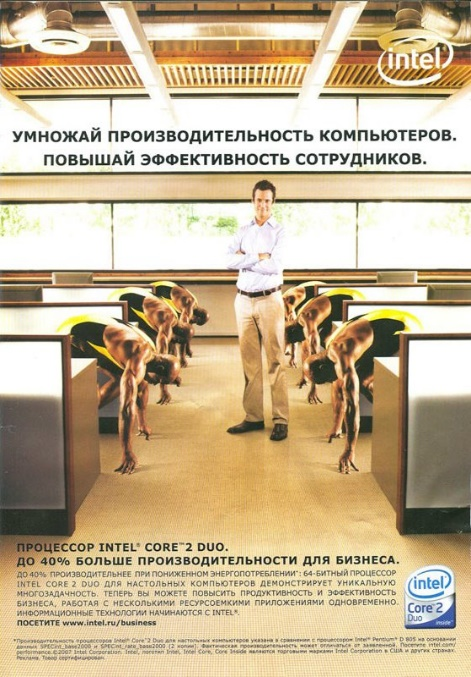 intel
УМНОЖАЙ ПРОИЗВОДИТЕЛЬНОСТЬ КОМПЬЮТЕРОВ.
ПОВЫШАЙ ЭФФЕКТИВНОСТЬ СОТРУДНИКОВ.
ПРОЦЕССОР INTEL® CORE™2 DUO.
ДО 40% БОЛЬШЕ ПРОИЗВОДИТЕЛЬНОСТИ ДЛЯ БИЗНЕСА.
ДО 40% ПРОИЗВОДИТЕЛЬНЕЕ ПРИ ПОНИЖЕННОМ ЭНЕРГОПОТРЕБЛЕНИИ*: 64-БИТНЫЙ ПРОЦЕССОР
INTEL CORE 2 DUO ДЛЯ НАСТОЛЬНЫХ КОМПЬЮТЕРОВ ДЕМОНСТРИРУЕТ УНИКАЛЬНУЮ
МНОГОЗАДАЧНОСТЬ. ТЕПЕРЬ ВЫ МОЖЕТЕ ПОВЫСИТЬ ПРОДУКТИВНОСТЬ И ЭФФЕКТИВНОСТЬ
БИЗНЕСА, РАБОТАЯ С НЕСКОЛЬКИМИ РЕСУРСОЕМКИМИ ПРИЛОЖЕНИЯМИ ОДНОВРЕМЕННО.
ИНФОРМАЦИОННЫЕ ТЕХНОЛОГИИ НАЧИНАЮТСЯ С INTEL®.
ПОСЕТИТЕ www.intel.ru/business
intel®
Core™2
Duo inside™
*Производительность процессоров Intel® Core™2 Duo для настольных компьютеров указана в сравнении с процессором Intel® Pentium® D 805 на основании
данных SPECint_base2000 и SPECint_rate_base2000 (2 копии). Фактическая производительность может отличаться от заявленной. Посетите intel.com/
performance.©2007 Intel Corporation. Intel, логотип Intel, Intel Core, Core Inside являются торговыми марками Intel Corporation в США и других странах.
Реклама. Товар сертифицирован.